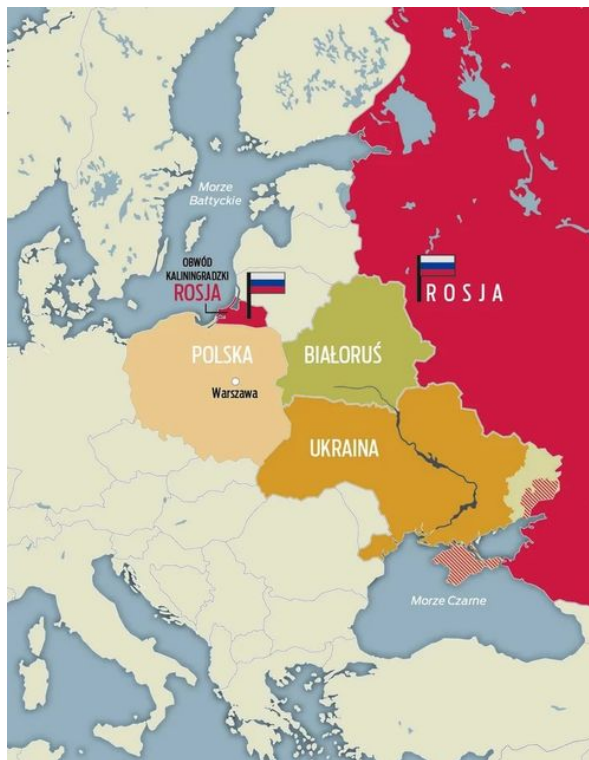 Morze
Bałtyckie
OBWÓD
KALININGRADZKI
ROSJA
ROSJA
POLSKA
BIAŁORUŚ
Warszawa
UKRAINA
Morze Czarne